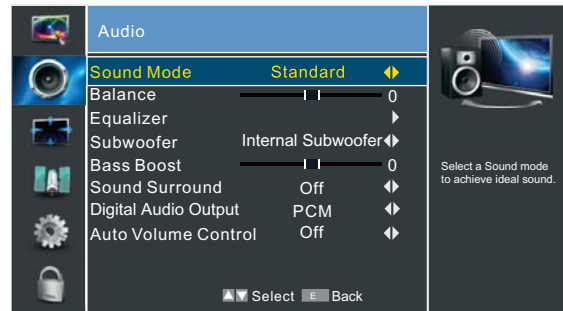 Audio
Sound Mode Standard
Balance 0
Equalizer
Subwoofer Internal Subwoofer
Bass Boost 0
Sound Surround Off
Digital Audio Output PCM
Auto Volume Control Off
Select E Back
Select a Sound mode
to achieve ideal sound.